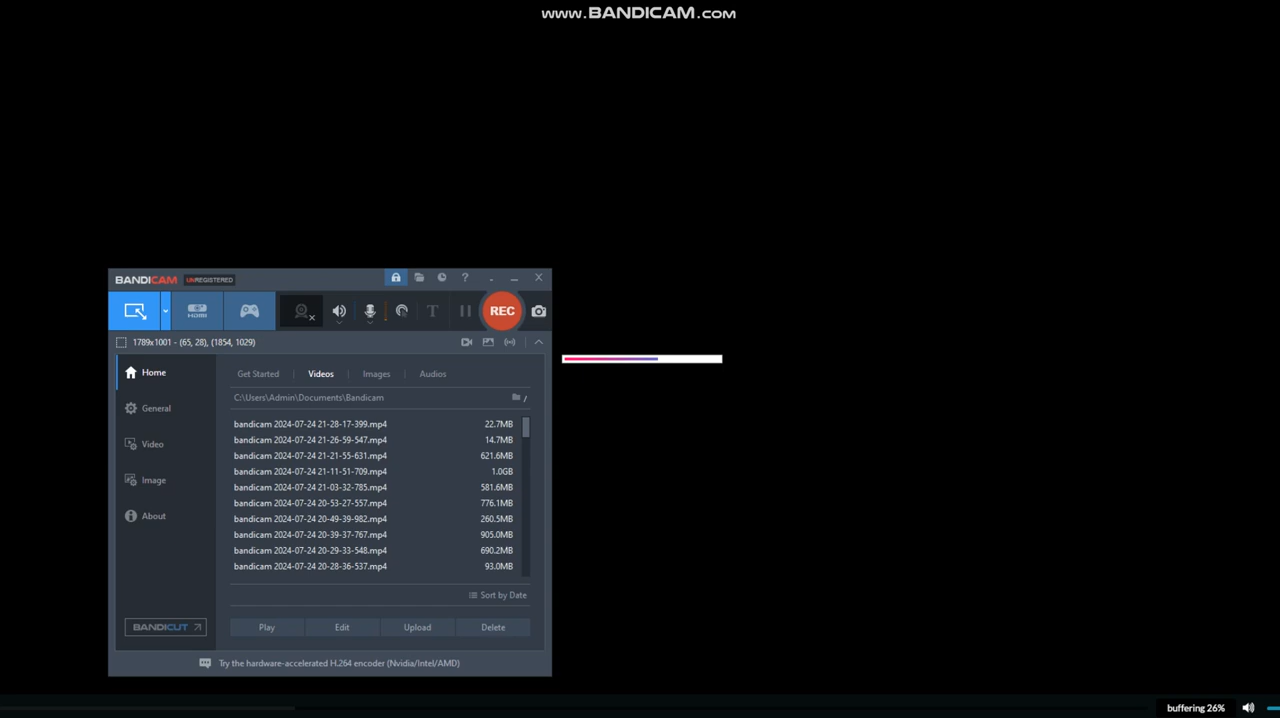 www.BANDICAM.com
BANDICAM UNREGISTERED
HDMI
T
REC
1789x1001 - (65, 28), (1854, 1029)
Home
General
Video
Image
About
Get Started
Videos
Images
Audios
C:\Users\Admin\Documents\Bandicam
bandicam 2024-07-24 21-28-17-399.mp4 22.7MB
bandicam 2024-07-24 21-26-59-547.mp4 14.7MB
bandicam 2024-07-24 21-21-55-631.mp4 621.6MB
bandicam 2024-07-24 21-11-51-709.mp4 1.0GB
bandicam 2024-07-24 21-03-32-785.mp4 581.6MB
bandicam 2024-07-24 20-53-27-557.mp4 776.1MB
bandicam 2024-07-24 20-49-39-982.mp4 260.5MB
bandicam 2024-07-24 20-39-37-767.mp4 905.0MB
bandicam 2024-07-24 20-29-33-548.mp4 690.2MB
bandicam 2024-07-24 20-28-36-537.mp4 93.0MB
Sort by Date
BANDICUT
Play
Edit
Upload
Delete
Try the hardware-accelerated H.264 encoder (Nvidia/Intel/AMD)
buffering 26%